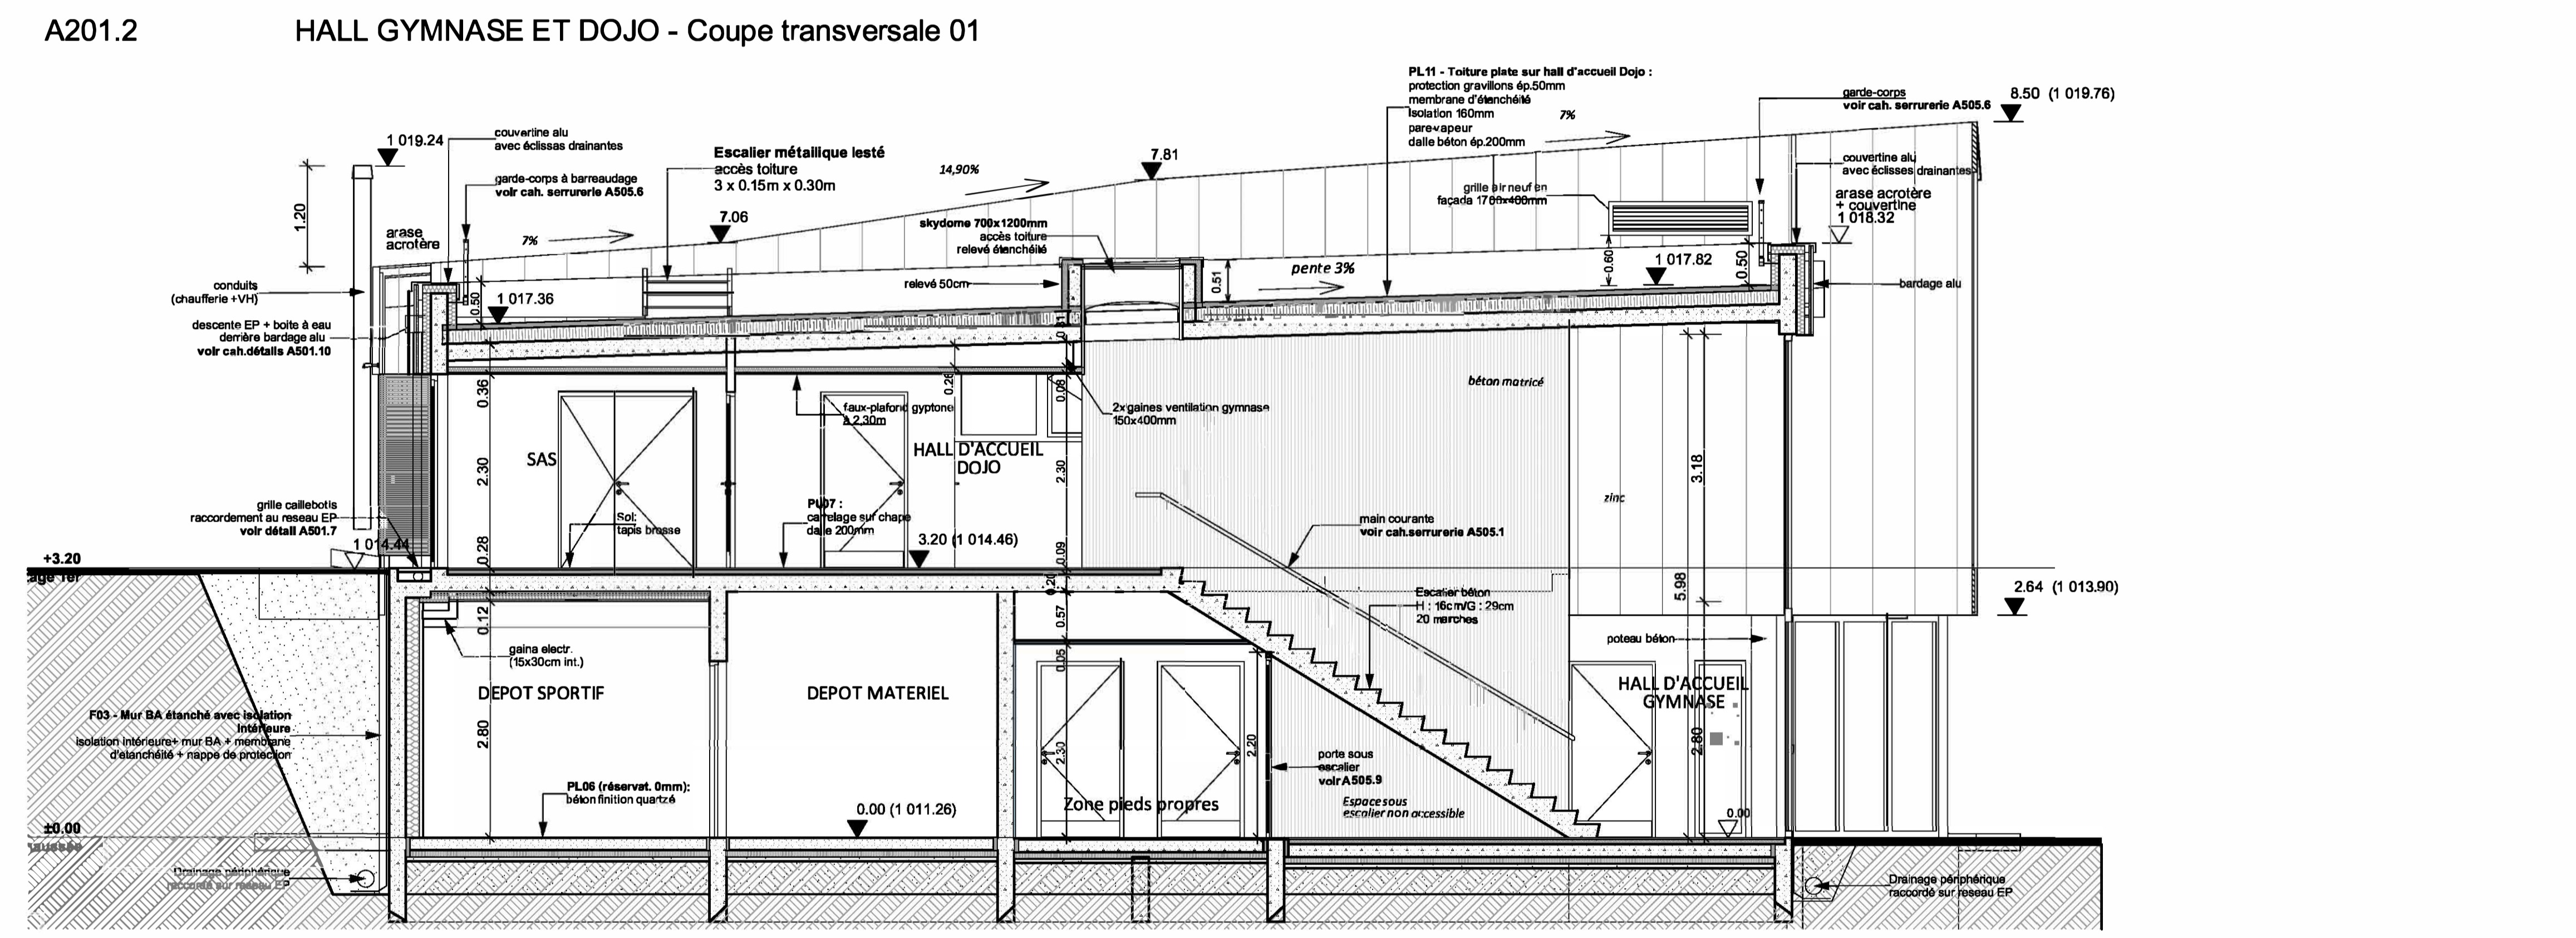 A201.2
HALL GYMNASE ET DOJO - Coupe transversale 01
PL11 - Toiture plate sur hall d'accueil Dojo :
protection gravillons ép.50mm
membrane d'étanchéité
isolation 160mm
pare-vapeur
dalle béton ép.200mm
7%
garde-corps
voir cah. serrurerie A505.6
8.50 (1 019.76)
1 019.24
couvertine alu
avec éclissas drainantes
Escalier métallique lesté
accès toiture
3 x 0.15m x 0.30m
14,90%
7.81
couvertine alu
avec éclisses drainantes
garde-corps à barreaudage
voir cah. serrurerie A505.6
grille air neuf en
façada 1700x400mm
arase acrotère
+ couvertine
1 018.32
1.20
arase
acrotère
7%
7.06
skydome 700x1200mm
accès toiture
relevé étanchéité
pente 3%
0.60
1 017.82
0.50
conduits
(chaufferie +VH)
0.50
1 017.36
relevé 50cm
0.51
bardage alu
descente EP + boite à eau
derrière bardage alu
voir cah.détails A501.10
0.36
0.26
0.08
béton matricé
faux-plafond gyptone
à 2,30m
2x gaines ventilation gymnase
150x400mm
SAS
HALL D'ACCUEIL
DOJO
2.30
2.30
3.18
zinc
grille caillebotis
raccordement au reseau EP
voir détail A501.7
Sol:
tapis brosse
PL07 :
carrelage sur chape
dalle 200mm
main courante
voir cah.serrurerie A505.1
1 014.44
3.20 (1 014.46)
+3.20
0.28
0.09
0.20
5.98
2.64 (1 013.90)
0.12
0.57
Escalier béton
H : 16cm/G : 29cm
20 marches
poteau béton
gaina electr.
(15x30cm int.)
0.05
DEPOT SPORTIF
DEPOT MATERIEL
HALL D'ACCUEIL
GYMNASE
F03 - Mur BA étanché avec isolation
intérieure
isolation intérieure+ mur BA + membrane
d'etanchéité + nappe de protection
2.80
2.30
2.20
2.80
porte sous
escalier
voir A505.9
PL06 (réservat. 0mm):
béton finition quartzé
0.00 (1 011.26)
Zone pieds propres
Espace sous
escalier non accessible
0.00
±0.00
Drainage périphérique
raccordé sur reseau EP
Drainage périphérique
raccordé sur reseau EP